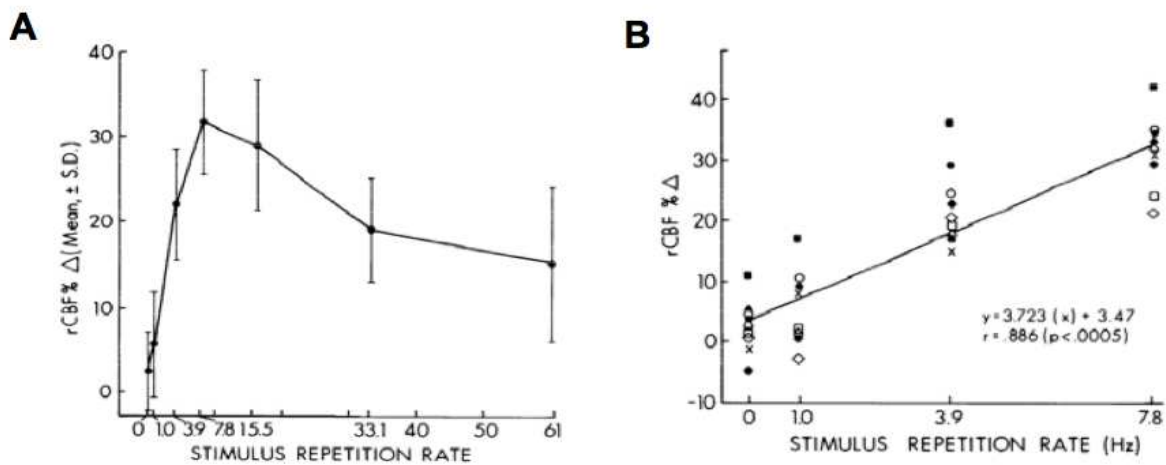 A
40
30
20
10
0
rCBF % Δ (Mean, ± S.D.)
0 1.0 3.9 7.8 15.5 33.1 40 50 61
STIMULUS REPETITION RATE
B
40
30
20
10
0
-10
rCBF % Δ
y = 3.723 (x) + 3.47
r = .886 (p<.0005)
0 1.0 3.9 7.8
STIMULUS REPETITION RATE (Hz)